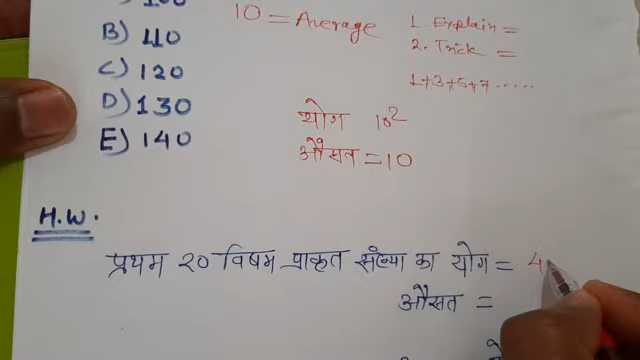 B) 110
C) 120
D) 130
E) 140
10 = Average
1 Explain =
2. Trick =
1+3+5+7......
योग 10²
औसत = 10
H.W.
प्रथम 20 विषम प्राकृत संख्या का योग = 4
औसत =